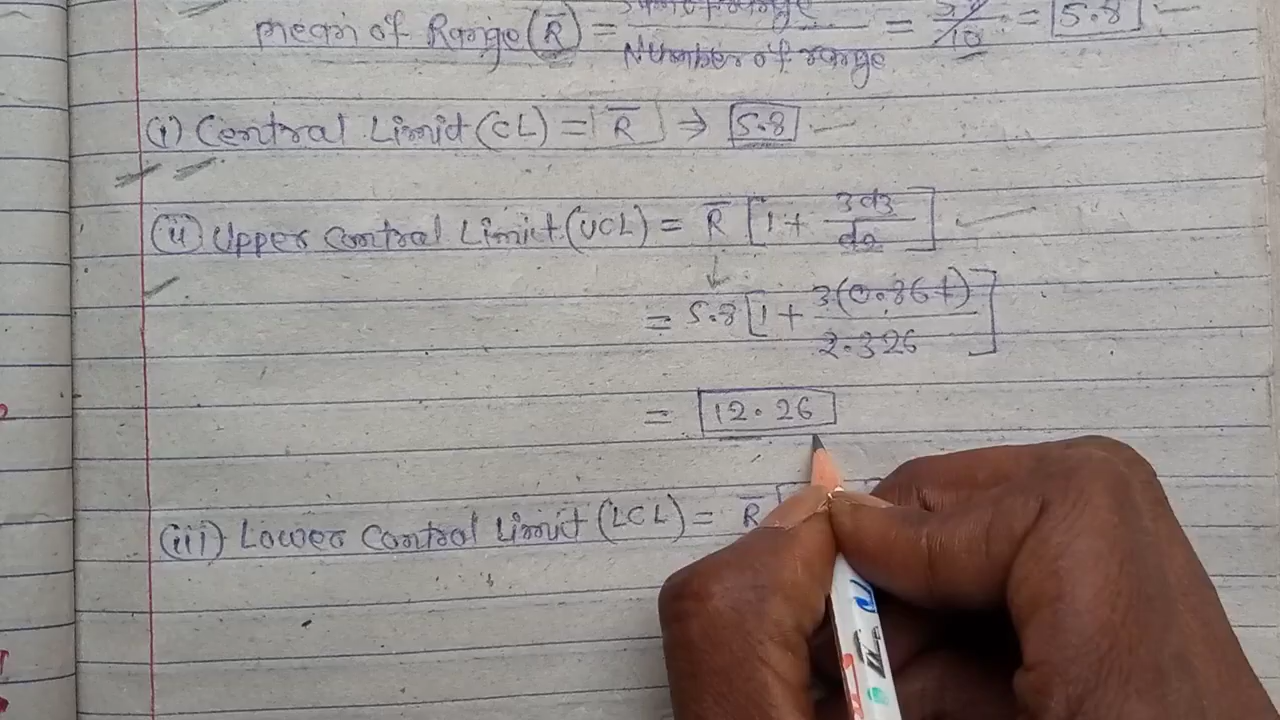 mean of Range (R̅) = = 58/10 = 5.8
Number of range
(i) Central Limit (CL) = R̅ → 5.8
(ii) Upper Control Limit (UCL) = R̅ [1 + 3d3/d2]
= 5.8 [1 + 3(0.864)/2.326]
= 12.26
(iii) Lower Control Limit (LCL) = R̅